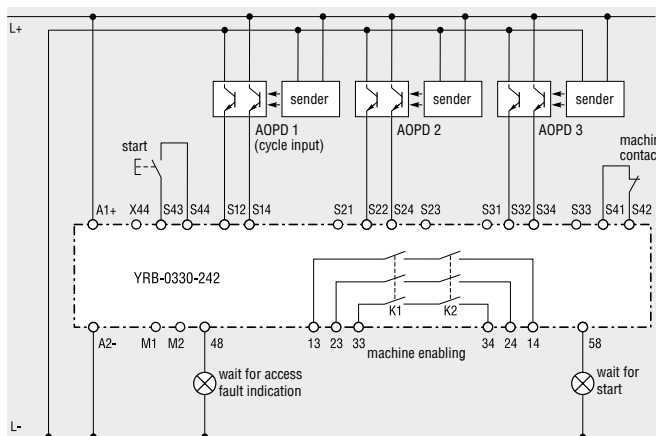 L+
sender
sender
sender
AOPD 1
(cycle input)
AOPD 2
AOPD 3
start
machin
contac
A1+ X44 S43 S44 S12 S14 S21 S22 S24 S23 S31 S32 S34 S33 S41 S42
YRB-0330-242
K1 K2
A2- M1 M2 48 13 23 33 machine enabling 34 24 14 58
wait for access
fault indication
wait for
start
L-